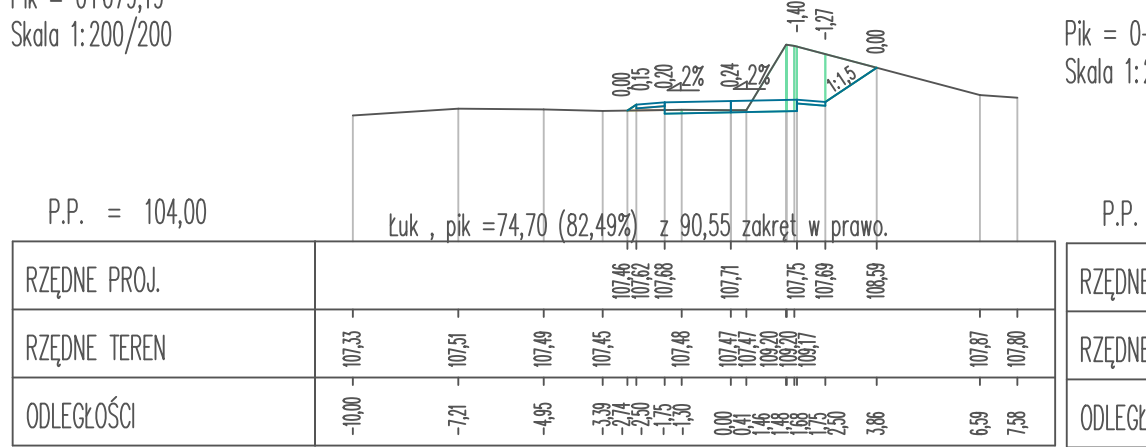 Skala 1:200/200
0,00 0,15 0,20 2% 0,24 2% -1,40 -1,27 0,00
1:1,5
Pik = 0-
Skala 1:2
P.P. = 104,00
Łuk , pik =74,70 (82,49%) z 90,55 zakręt w prawo.
P.P.
RZĘDNE PROJ. 107,46 107,62 107,68 107,71 107,75 107,69 108,59
RZĘDNE
RZĘDNE TEREN 107,33 107,51 107,49 107,45 107,48 107,47 107,47 109,20 109,20 109,17 107,87 107,80
RZĘDNE
ODLEGŁOŚCI -10,00 -7,21 -4,95 -3,39 -2,74 -2,50 -1,75 -1,30 0,00 0,41 1,46 1,48 1,68 1,75 2,50 3,86 6,59 7,58
ODLEGŁ